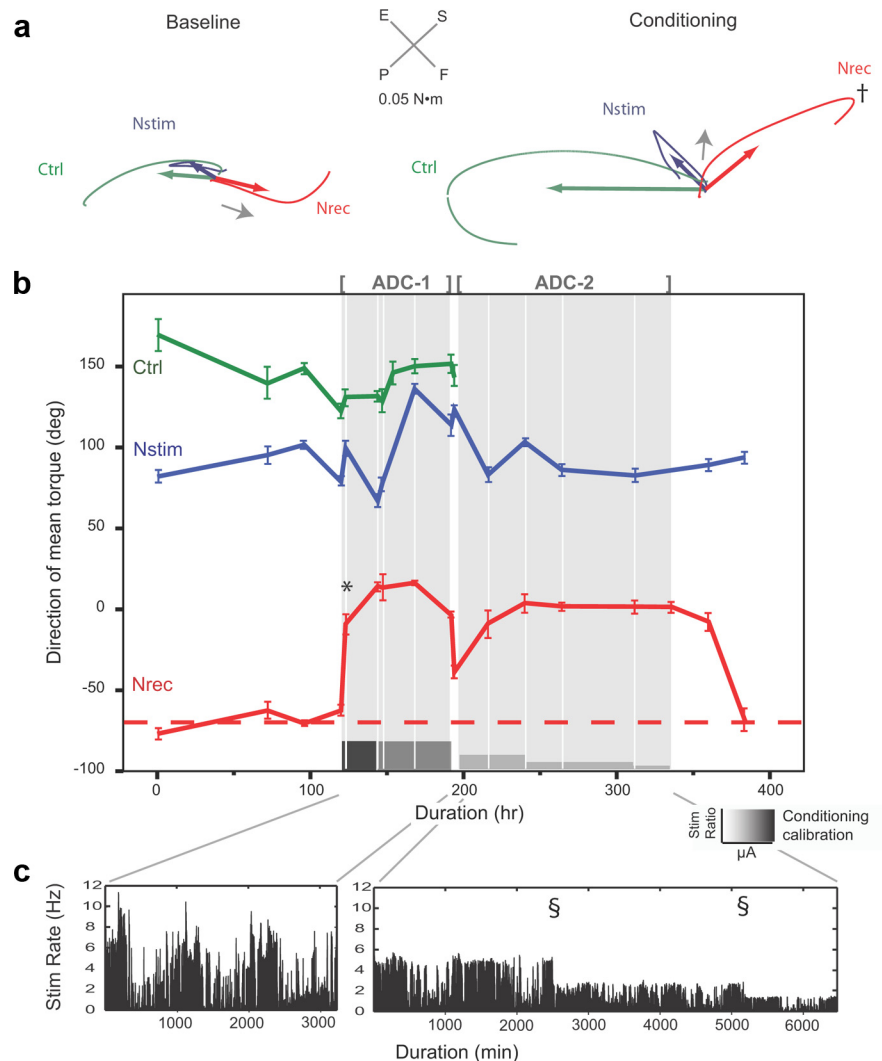 a
Baseline
Conditioning
E S
P F
0.05 N•m
Nstim
Ctrl
Nrec
Nstim
Ctrl
Nrec
†
b
[ ADC-1 ] [ ADC-2 ]
Direction of mean torque (deg)
150
100
50
0
-50
-100
Ctrl
Nstim
Nrec
*
0 100 200 300 400
Duration (hr)
Stim
Ratio
µA
Conditioning
calibration
c
Stim Rate (Hz)
12
10
8
6
4
2
0
1000 2000 3000
12
10
8
6
4
2
0
§ §
1000 2000 3000 4000 5000 6000
Duration (min)